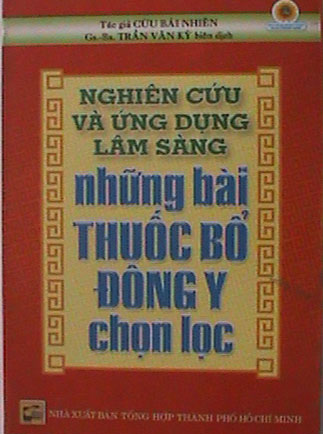 Tác giả CỪU BÁI NHIÊN
Gs.-Bs. TRẦN VĂN KỲ biên dịch
NGHIÊN CỨU
VÀ ỨNG DỤNG
LÂM SÀNG
những bài
THUỐC BỔ
ĐÔNG Y
chọn lọc
NHÀ XUẤT BẢN TỔNG HỢP THÀNH PHỐ HỒ CHÍ MINH